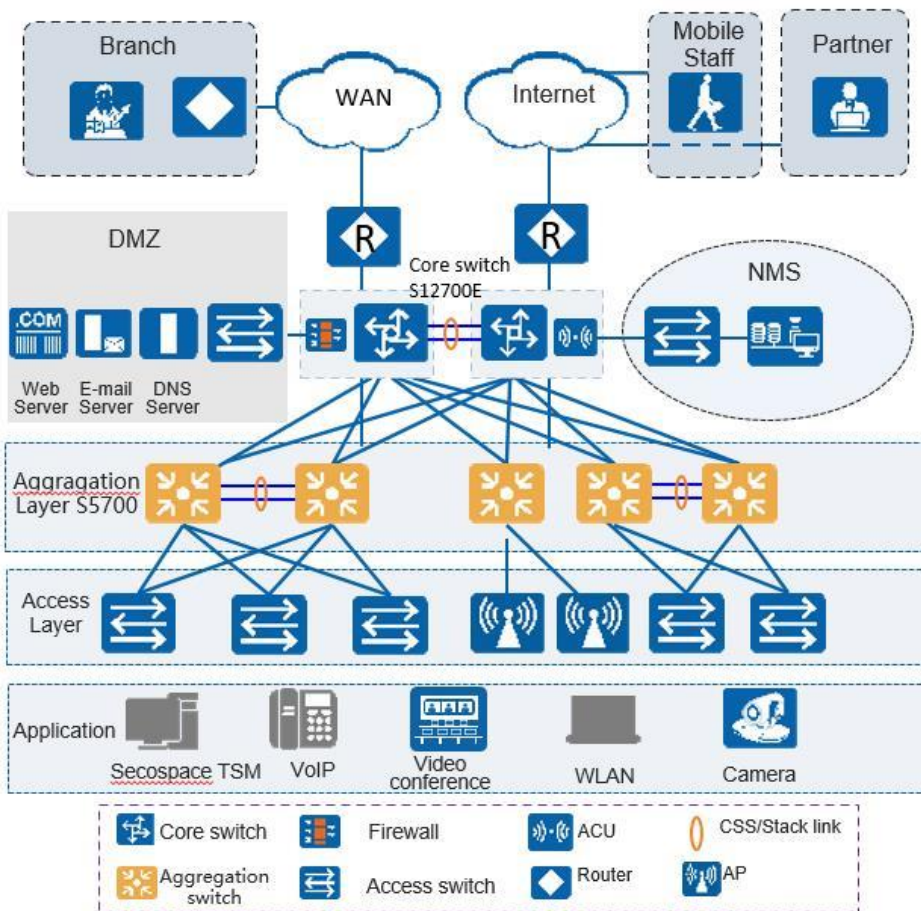 Branch
WAN
Internet
Mobile
Staff
Partner
DMZ
R
R
Core switch
S12700E
NMS
.COM
Web
Server
E-mail
Server
DNS
Server
Aggragation
Layer S5700
Access
Layer
Application
Secospace TSM
VoIP
Video
conference
WLAN
Camera
Core switch
Firewall
ACU
CSS/Stack link
Aggregation
switch
Access switch
Router
AP